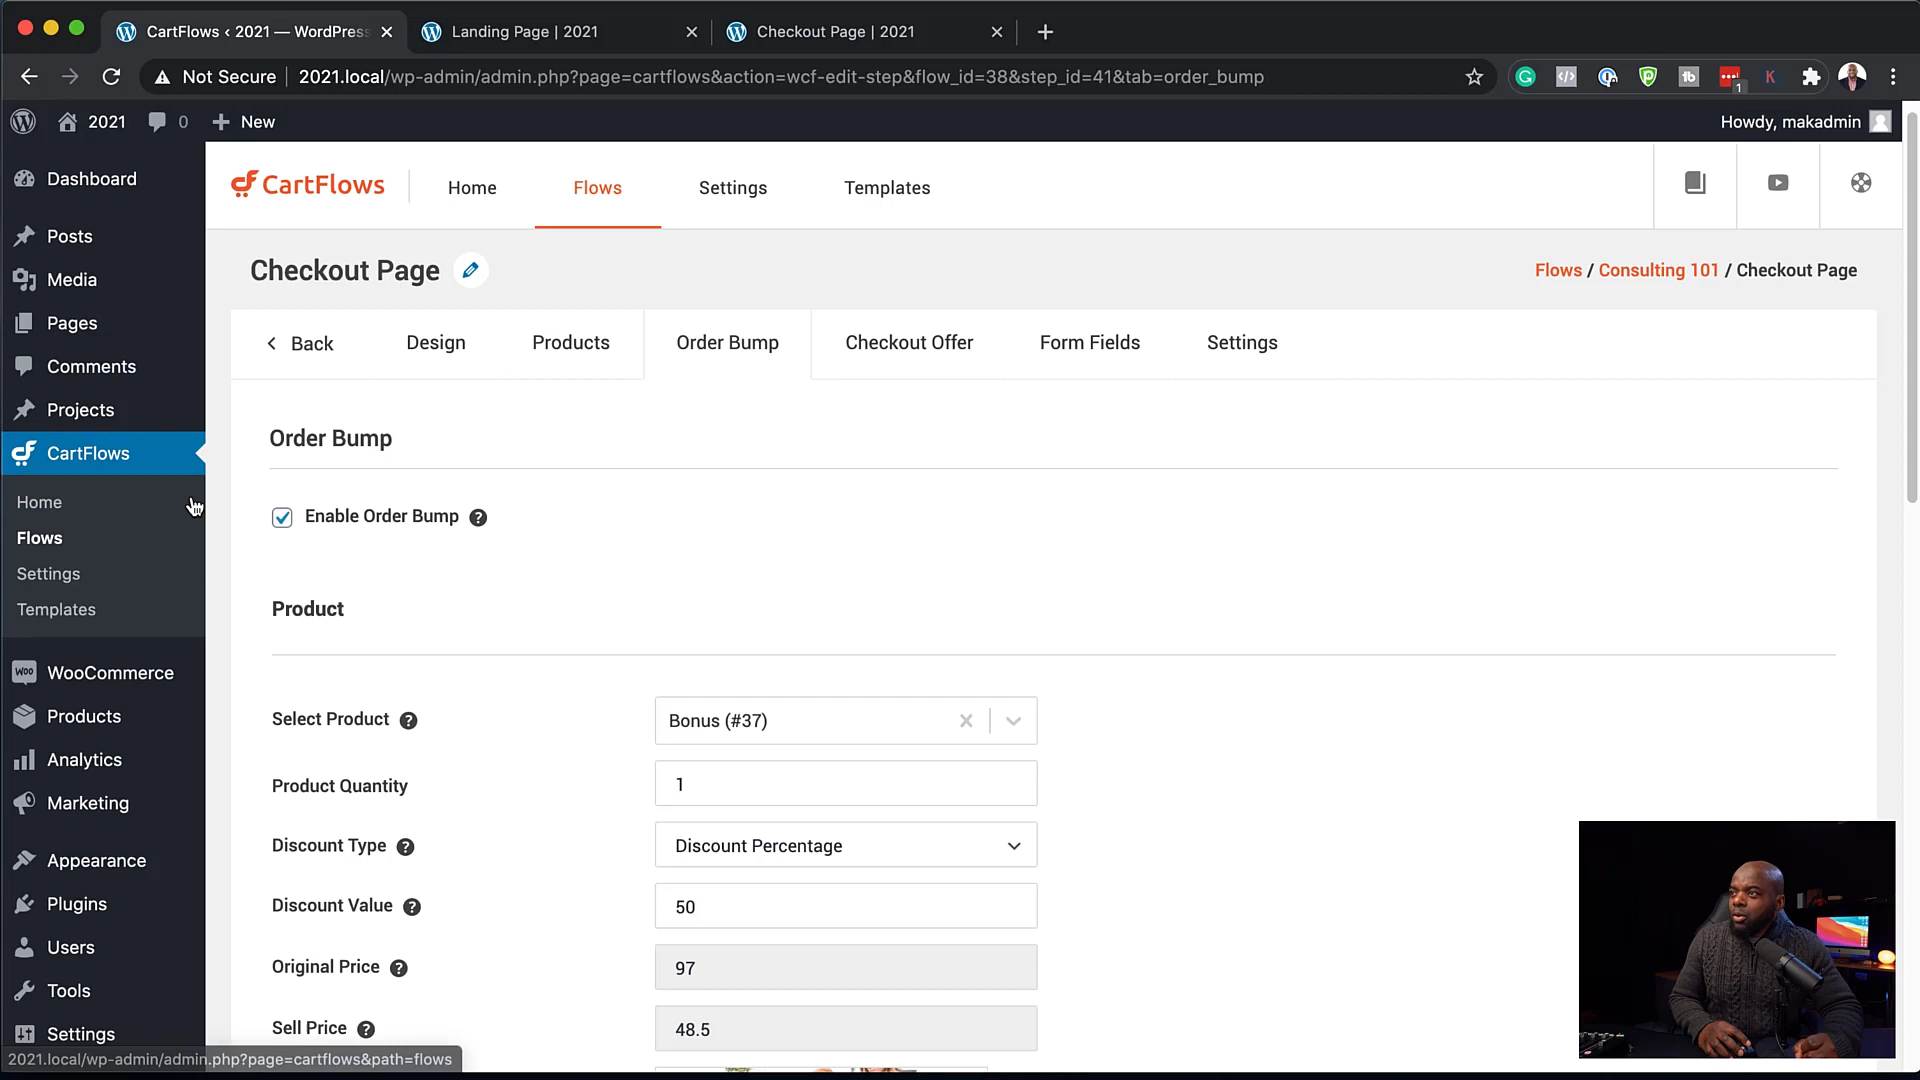 CartFlows ‹ 2021 — WordPress
Landing Page | 2021
Checkout Page | 2021
Not Secure
2021.local/wp-admin/admin.php?page=cartflows&action=wcf-edit-step&flow_id=38&step_id=41&tab=order_bump
1
2021
0
New
Howdy, makadmin
Dashboard
Posts
Media
Pages
Comments
Projects
CartFlows
Home
Flows
Settings
Templates
WooCommerce
Products
Analytics
Marketing
Appearance
Plugins
Users
Tools
Settings
2021.local/wp-admin/admin.php?page=cartflows&path=flows
CartFlows
Home
Flows
Settings
Templates
Checkout Page
Flows / Consulting 101 / Checkout Page
Back
Design
Products
Order Bump
Checkout Offer
Form Fields
Settings
Order Bump
Enable Order Bump ?
Product
Select Product ?
Bonus (#37)
Product Quantity
1
Discount Type ?
Discount Percentage
Discount Value ?
50
Original Price ?
97
Sell Price ?
48.5